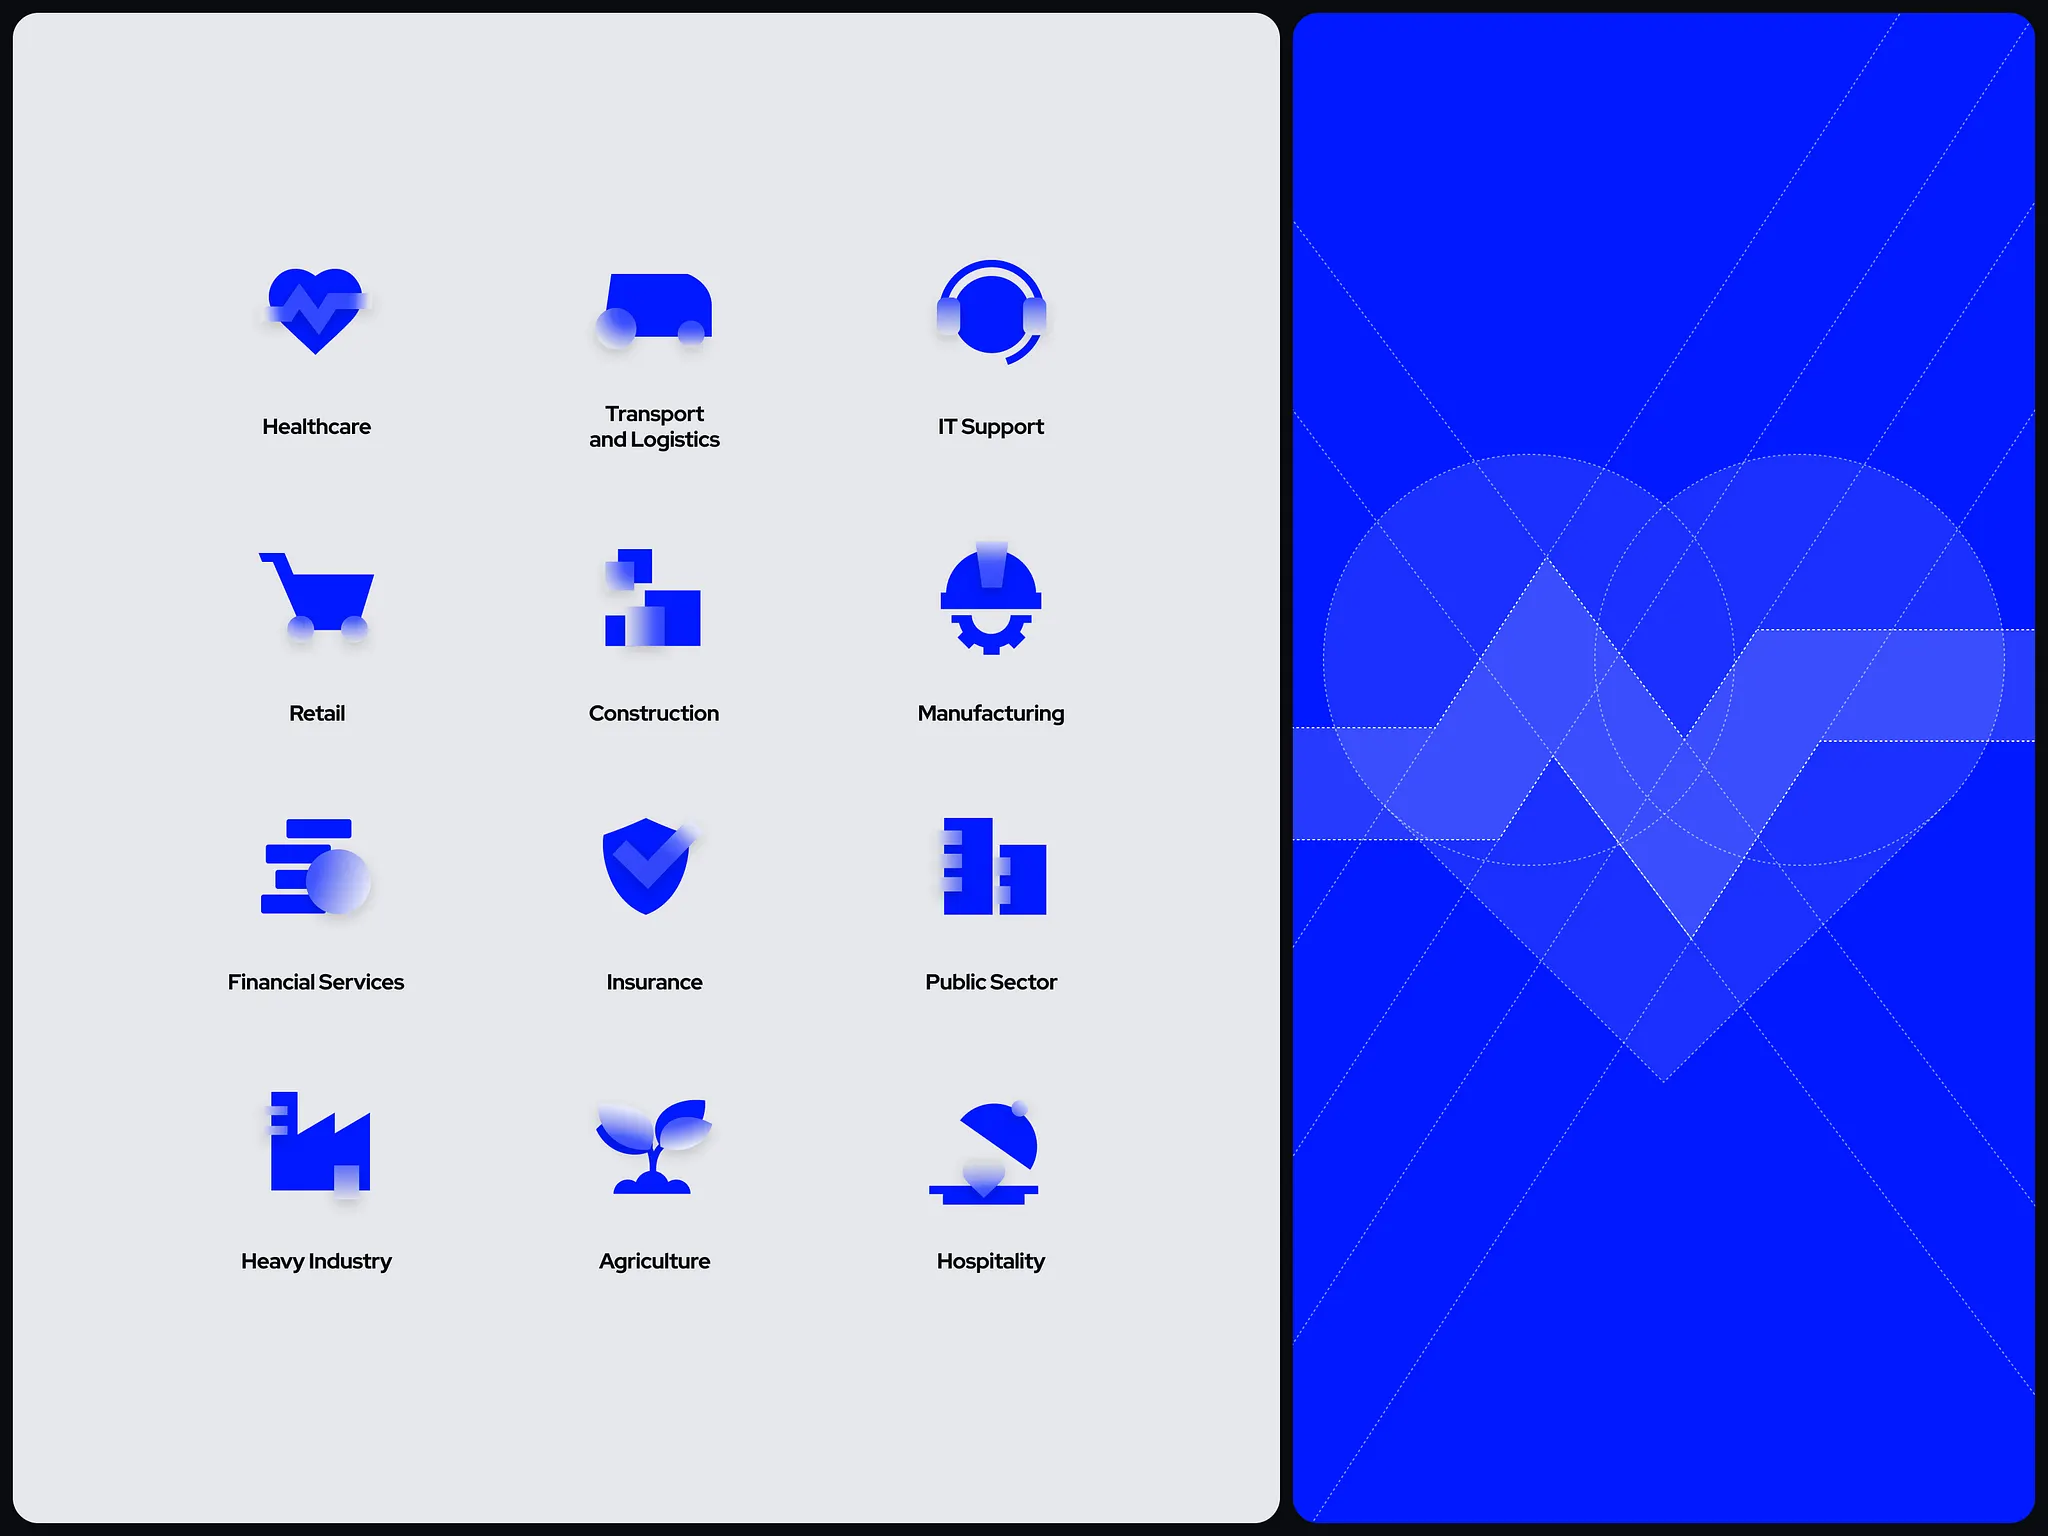 Healthcare
Transport
and Logistics
IT Support
Retail
Construction
Manufacturing
Financial Services
Insurance
Public Sector
Heavy Industry
Agriculture
Hospitality